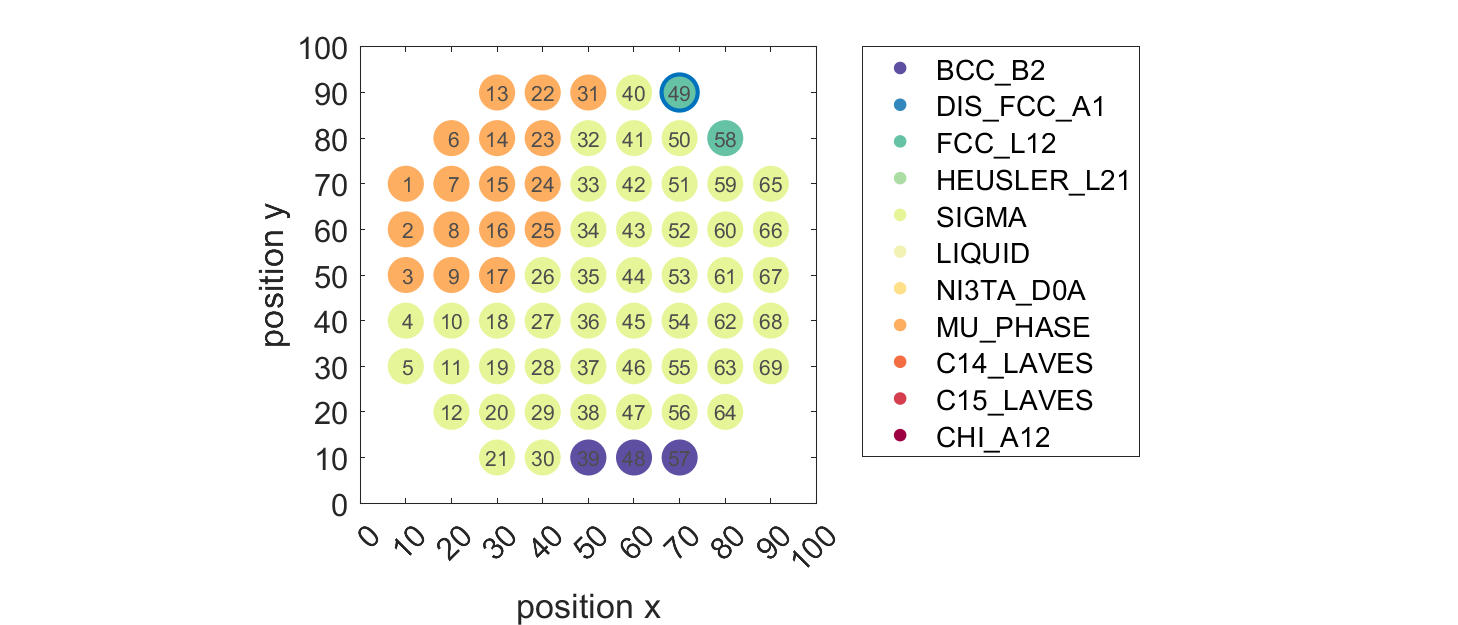 100
90
80
70
60
50
40
30
20
10
0
position y
13 22 31 40 49
6 14 23 32 41 50 58
1 7 15 24 33 42 51 59 65
2 8 16 25 34 43 52 60 66
3 9 17 26 35 44 53 61 67
4 10 18 27 36 45 54 62 68
5 11 19 28 37 46 55 63 69
12 20 29 38 47 56 64
21 30 39 48 57
0 10 20 30 40 50 60 70 80 90 100
position x
BCC_B2
DIS_FCC_A1
FCC_L12
HEUSLER_L21
SIGMA
LIQUID
NI3TA_D0A
MU_PHASE
C14_LAVES
C15_LAVES
CHI_A12